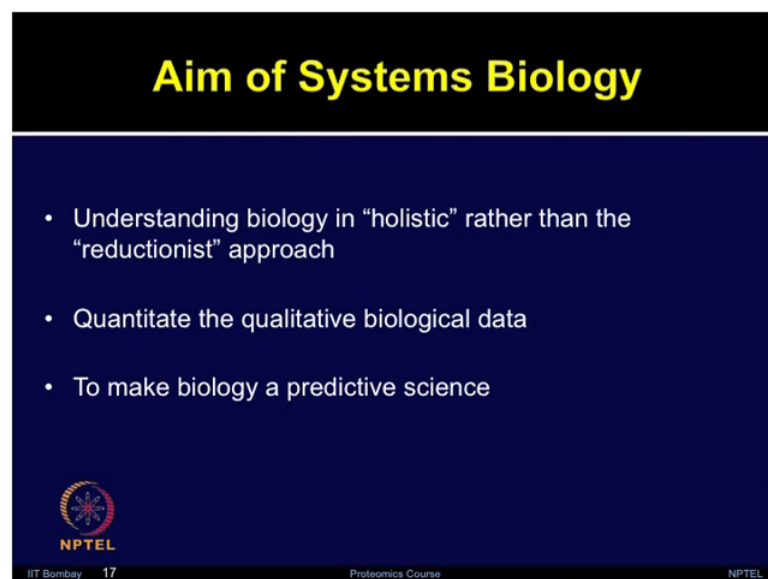 Aim of Systems Biology
• Understanding biology in “holistic” rather than the
“reductionist” approach
• Quantitate the qualitative biological data
• To make biology a predictive science
NPTEL
IIT Bombay 17 Proteomics Course NPTEL